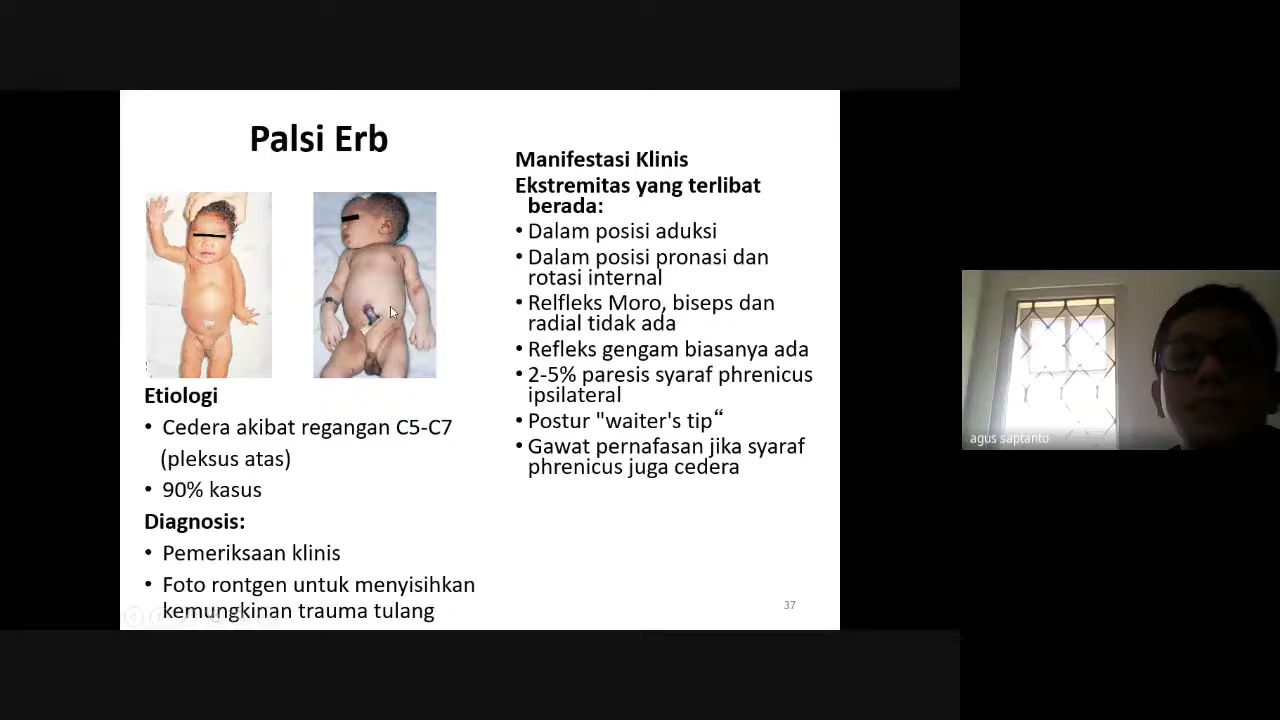 Palsi Erb
Etiologi
• Cedera akibat regangan C5-C7
(pleksus atas)
• 90% kasus
Diagnosis:
• Pemeriksaan klinis
• Foto rontgen untuk menyisihkan
kemungkinan trauma tulang
Manifestasi Klinis
Ekstremitas yang terlibat
berada:
• Dalam posisi aduksi
• Dalam posisi pronasi dan
rotasi internal
• Relfleks Moro, biseps dan
radial tidak ada
• Refleks gengam biasanya ada
• 2-5% paresis syaraf phrenicus
ipsilateral
• Postur "waiter's tip“
• Gawat pernafasan jika syaraf
phrenicus juga cedera
37
agus saptanto